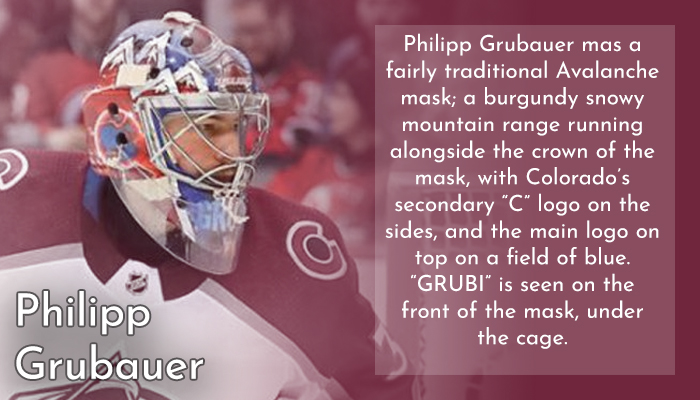 Philipp Grubauer mas a
fairly traditional Avalanche
mask; a burgundy snowy
mountain range running
alongside the crown of the
mask, with Colorado's
secondary "C" logo on the
sides, and the main logo on
top on a field of blue.
"GRUBI" is seen on the
front of the mask, under
the cage.
Philipp
Grubauer